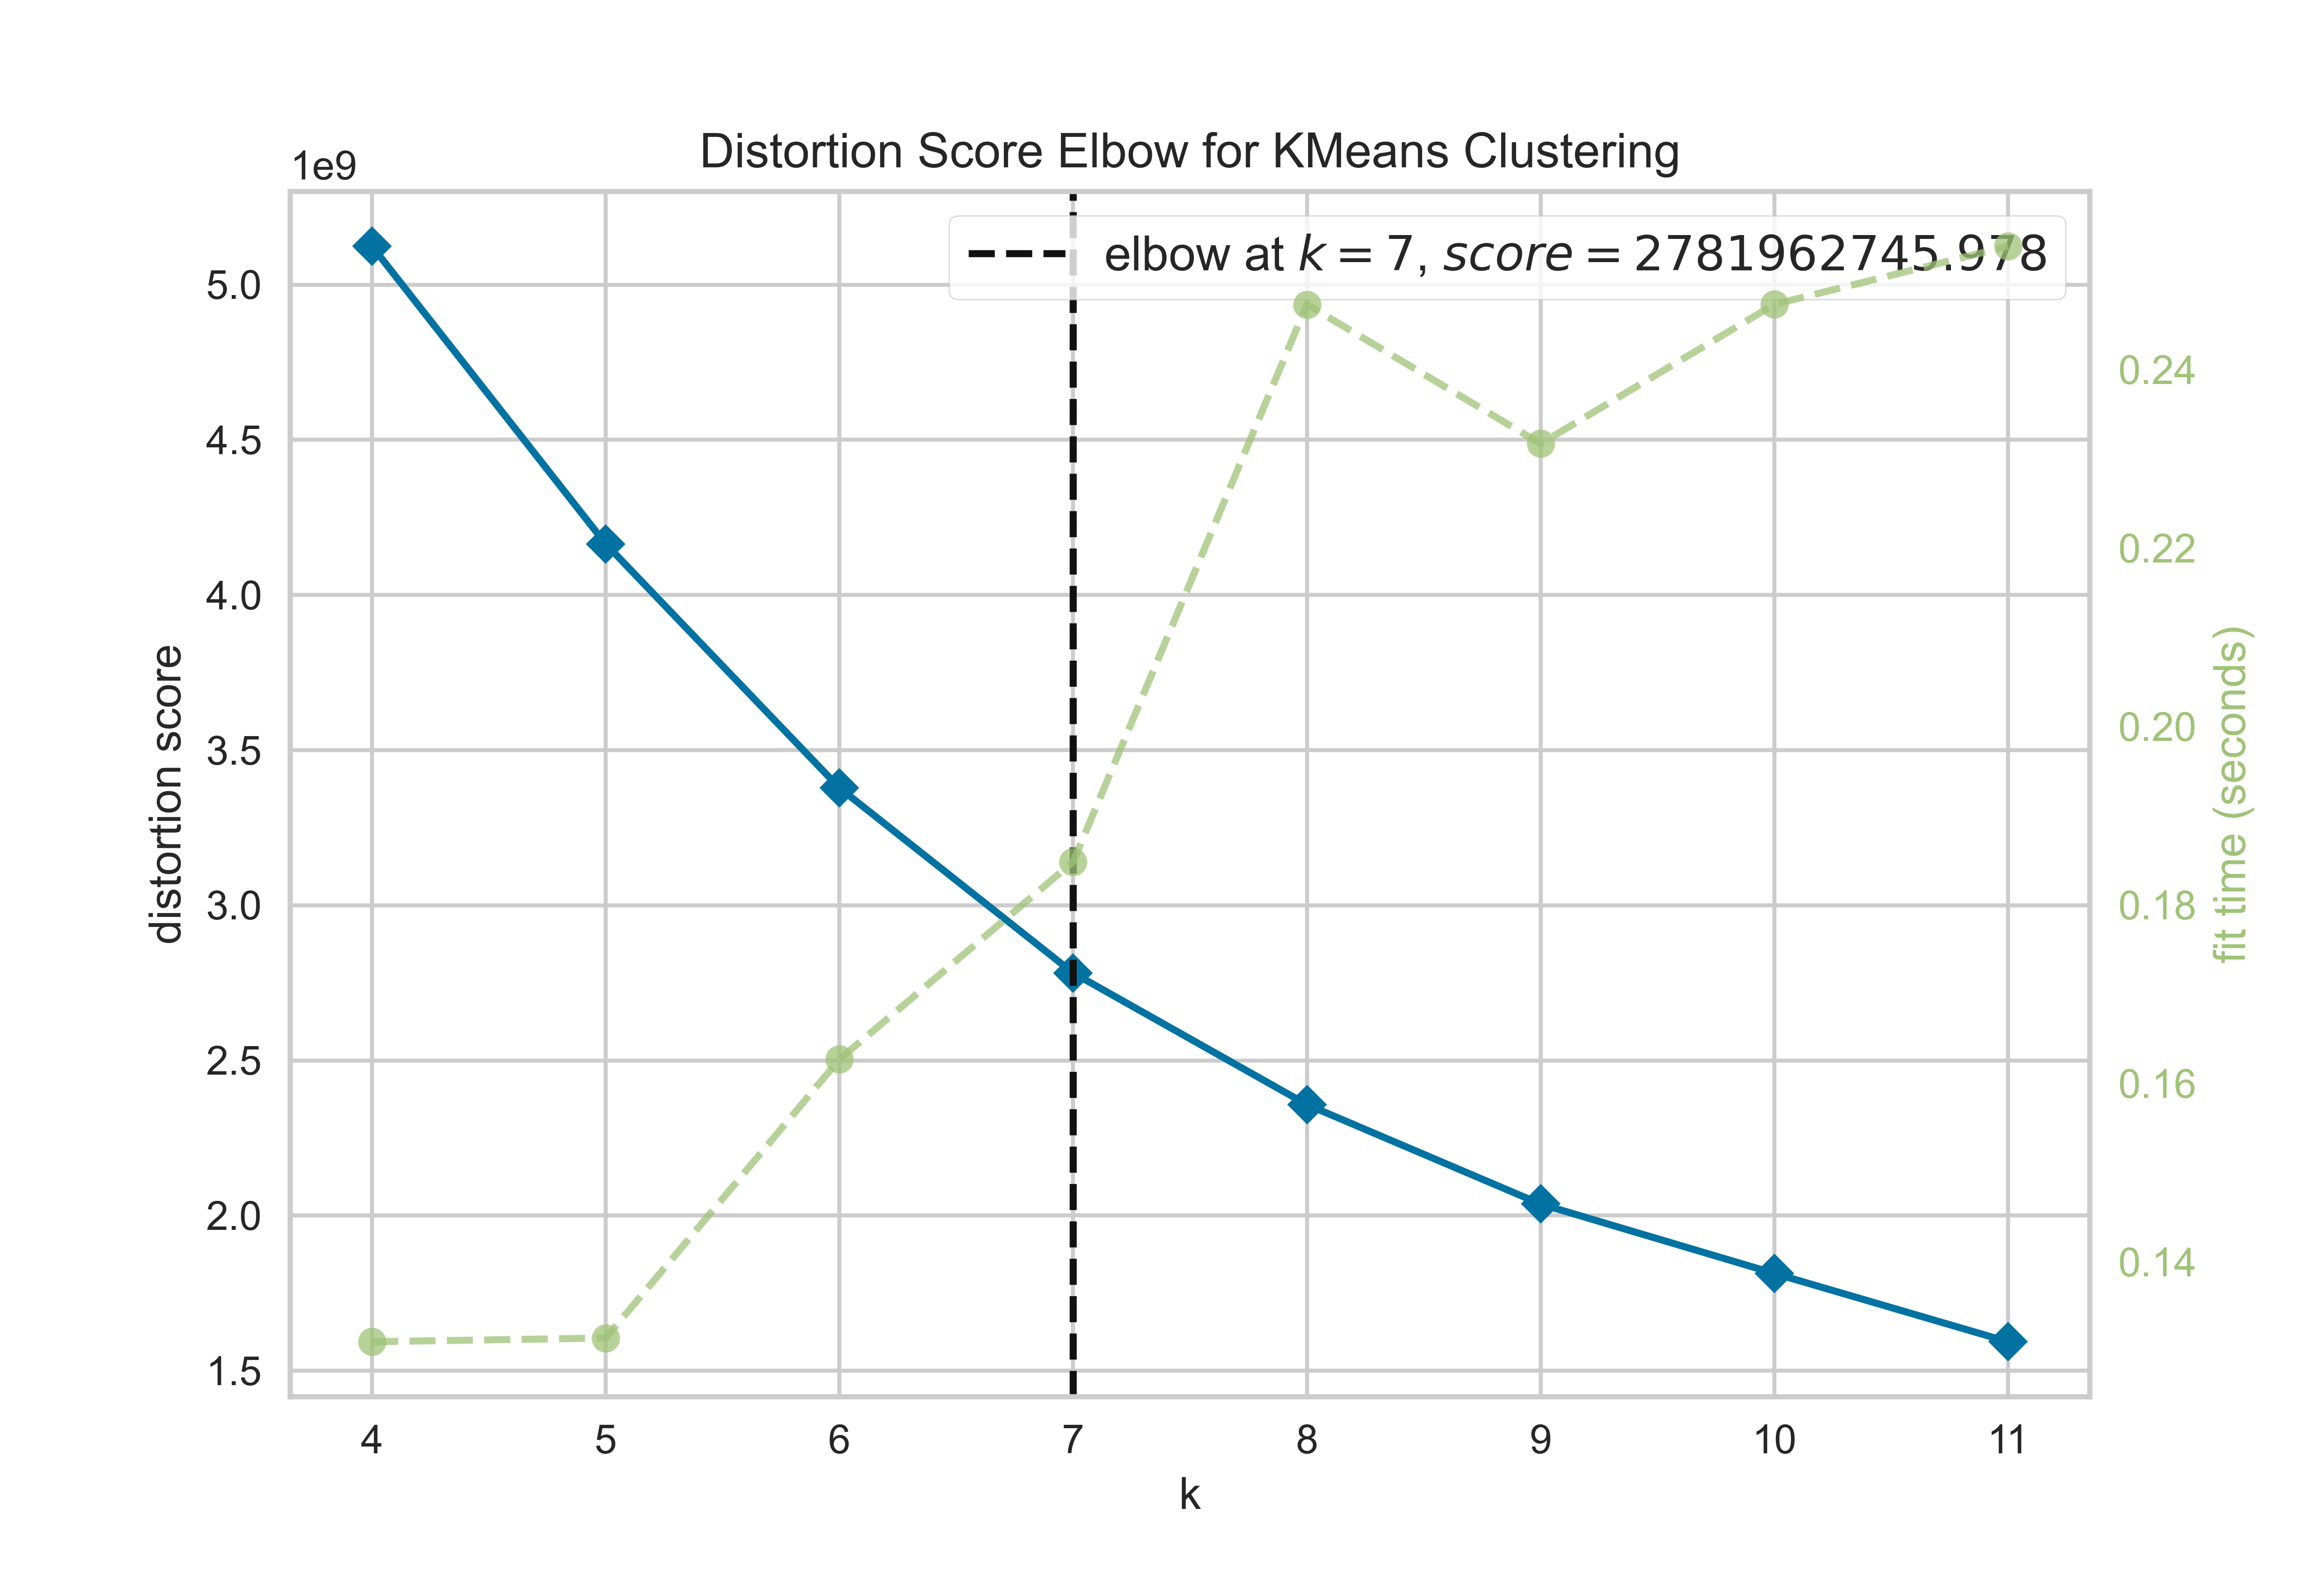 Distortion Score Elbow for KMeans Clustering
1e9
elbow at k = 7, score = 2781962745.978
5.0
4.5
4.0
3.5
3.0
2.5
2.0
1.5
distortion score
0.24
0.22
0.20
0.18
0.16
0.14
fit time (seconds)
4 5 6 7 8 9 10 11
k